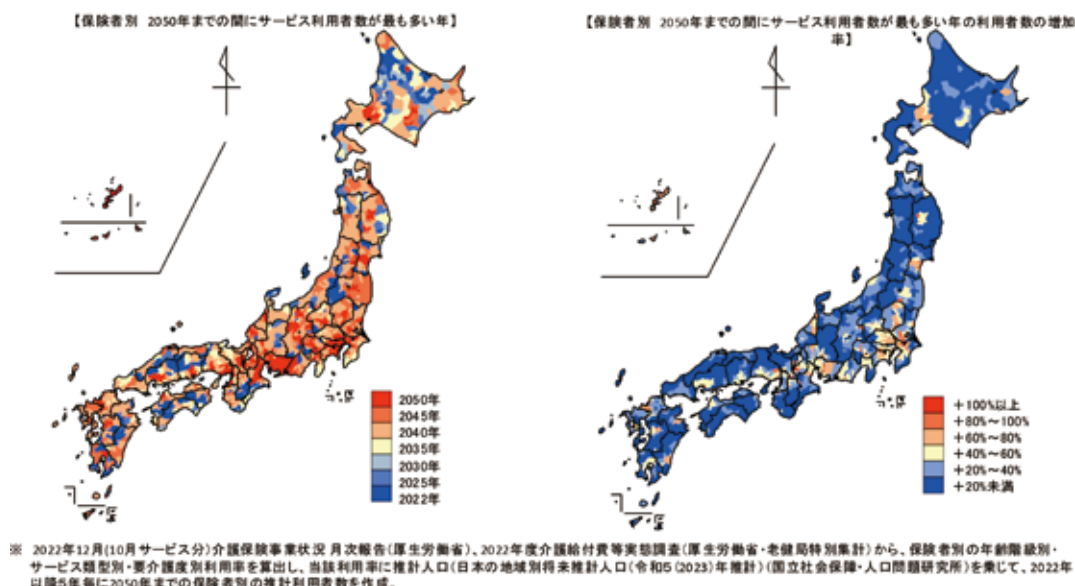 【保険者別 2050年までの間にサービス利用者数が最も多い年】
【保険者別 2050年までの間にサービス利用者数が最も多い年の利用者数の増加
率】
2050年
2045年
2040年
2035年
2030年
2025年
2022年
+100%以上
+80%~100%
+60%~80%
+40%~60%
+20%~40%
+20%未満
※ 2022年12月(10月サービス分)介護保険事業状況 月次報告(厚生労働省)、2022年度介護給付費等実態調査(厚生労働省・老健局特別集計)から、保険者別の年齢階級別・
サービス類型別・要介護度別利用率を算出し、当該利用率に推計人口(日本の地域別将来推計人口(令和5(2023)年推計)(国立社会保障・人口問題研究所)を乗じて、2022年
以降5年毎に2050年までの保険者別の推計利用者数を作成。